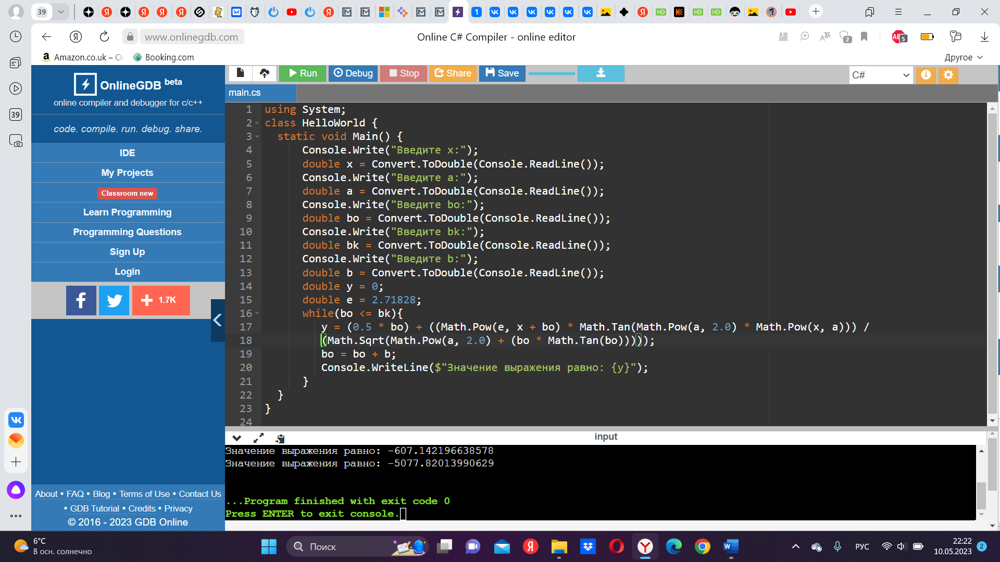 39
1
www.onlinegdb.com
Online C# Compiler - online editor
2
5
Amazon.co.uk –
Booking.com
Другое
39
OnlineGDB beta
online compiler and debugger for c/c++
code. compile. run. debug. share.
IDE
My Projects
Classroom new
Learn Programming
Programming Questions
Sign Up
Login
1.7K
About • FAQ • Blog • Terms of Use • Contact Us
• GDB Tutorial • Credits • Privacy
© 2016 - 2023 GDB Online
Run
Debug
Stop
Share
Save
C#
main.cs
1 using System;
2 class HelloWorld {
3 static void Main() {
4 Console.Write("Введите x:");
5 double x = Convert.ToDouble(Console.ReadLine());
6 Console.Write("Введите a:");
7 double a = Convert.ToDouble(Console.ReadLine());
8 Console.Write("Введите bo:");
9 double bo = Convert.ToDouble(Console.ReadLine());
10 Console.Write("Введите bk:");
11 double bk = Convert.ToDouble(Console.ReadLine());
12 Console.Write("Введите b:");
13 double b = Convert.ToDouble(Console.ReadLine());
14 double y = 0;
15 double e = 2.71828;
16 while(bo <= bk){
17 y = (0.5 * bo) + ((Math.Pow(e, x + bo) * Math.Tan(Math.Pow(a, 2.0) * Math.Pow(x, a))) /
18 (Math.Sqrt(Math.Pow(a, 2.0) + (bo * Math.Tan(bo)))));
19 bo = bo + b;
20 Console.WriteLine($"Значение выражения равно: {y}");
21 }
22 }
23 }
24
input
Значение выражения равно: -607.142196638578
Значение выражения равно: -5077.82013990629
...Program finished with exit code 0
Press ENTER to exit console.
6°C
В осн. солнечно
Поиск
РУС
22:22
10.05.2023
2